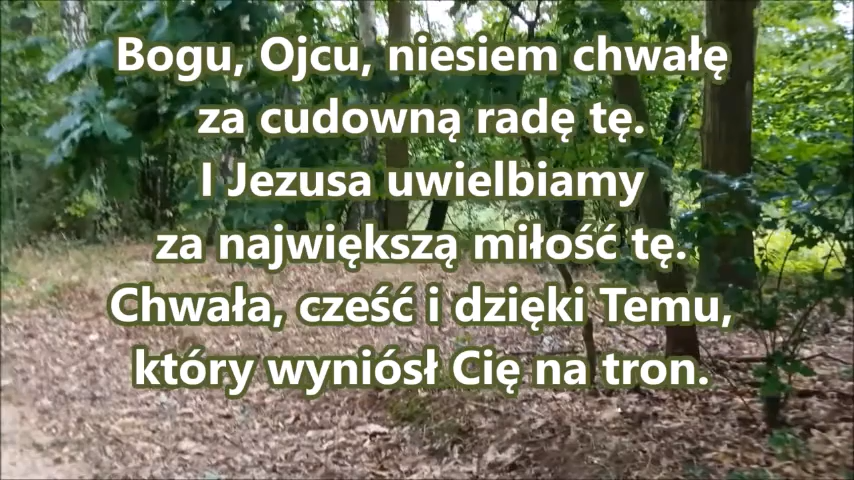 Bogu, Ojcu, niesiem chwałę
za cudowną radę tę.
I Jezusa uwielbiamy
za największą miłość tę.
Chwała, cześć i dzięki Temu,
który wyniósł Cię na tron.